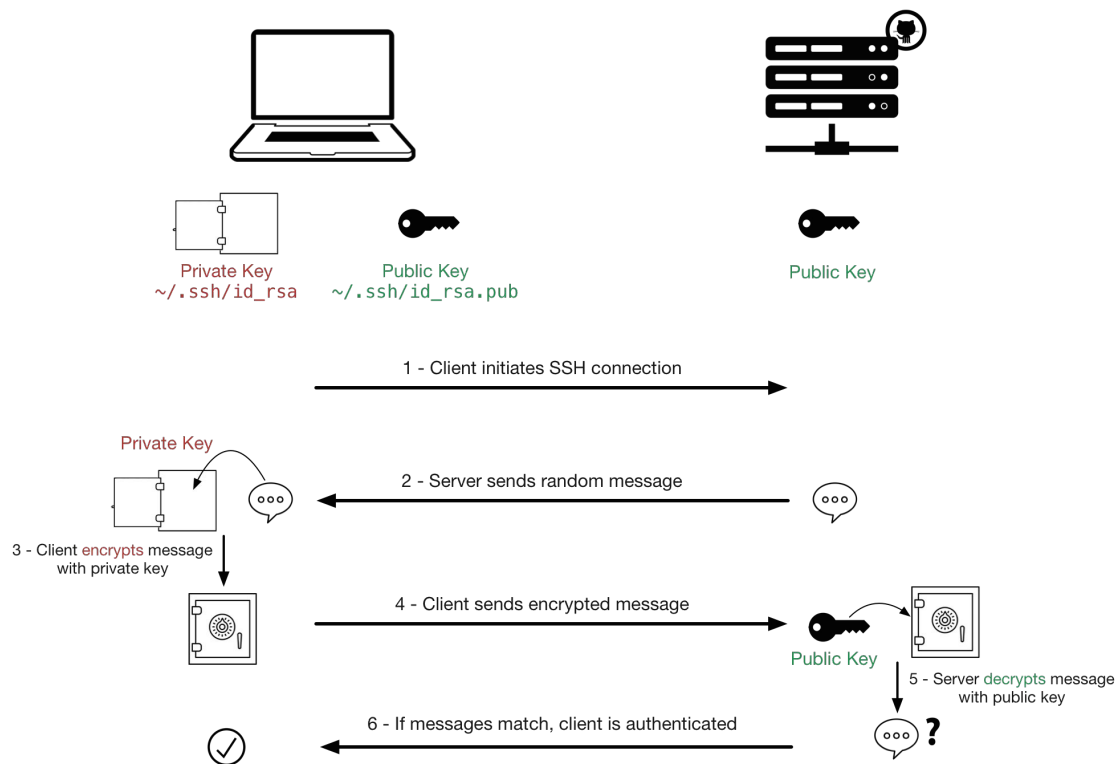 Private Key
~/.ssh/id_rsa
Public Key
~/.ssh/id_rsa.pub
Public Key
1 - Client initiates SSH connection
Private Key
2 - Server sends random message
3 - Client encrypts message
with private key
4 - Client sends encrypted message
Public Key
5 - Server decrypts message
with public key
6 - If messages match, client is authenticated
?